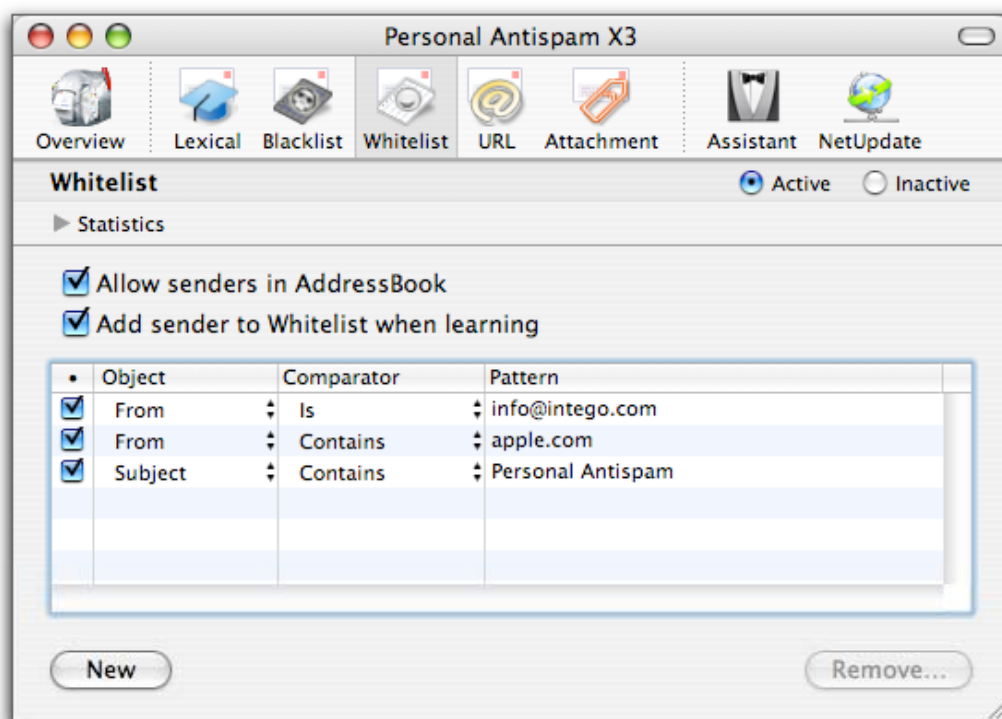 Personal Antispam X3
Overview Lexical Blacklist Whitelist URL Attachment Assistant NetUpdate
Whitelist Active Inactive
Statistics
Allow senders in AddressBook
Add sender to Whitelist when learning
• Object Comparator Pattern
From Is info@intego.com
From Contains apple.com
Subject Contains Personal Antispam
New Remove...